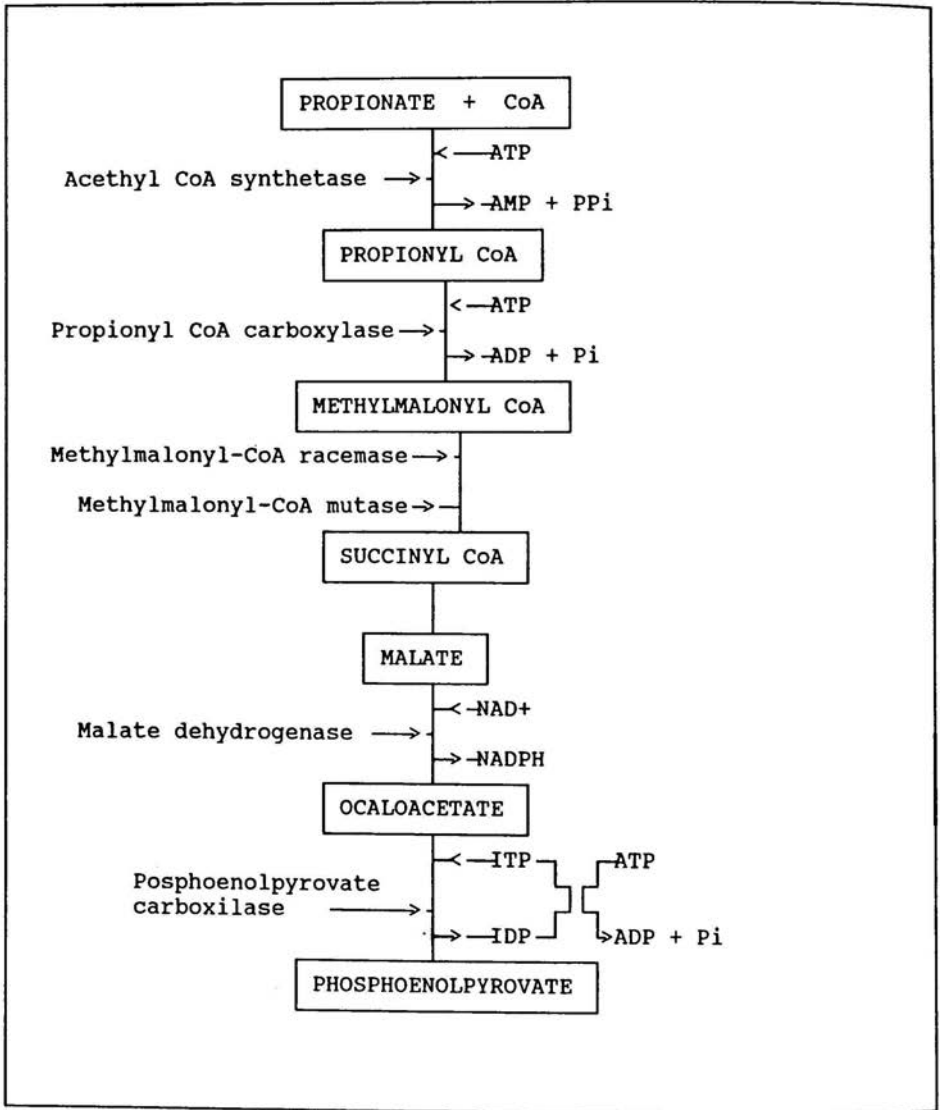 PROPIONATE + CoA
ATP
Acethyl CoA synthetase
AMP + PPi
PROPIONYL CoA
ATP
Propionyl CoA carboxylase
ADP + Pi
METHYLMALONYL CoA
Methylmalonyl-CoA racemase
Methylmalonyl-CoA mutase
SUCCINYL CoA
MALATE
NAD+
Malate dehydrogenase
NADPH
OCALOACETATE
ITP ATP
Posphoenolpyrovate
carboxilase
IDP ADP + Pi
PHOSPHOENOLPYROVATE